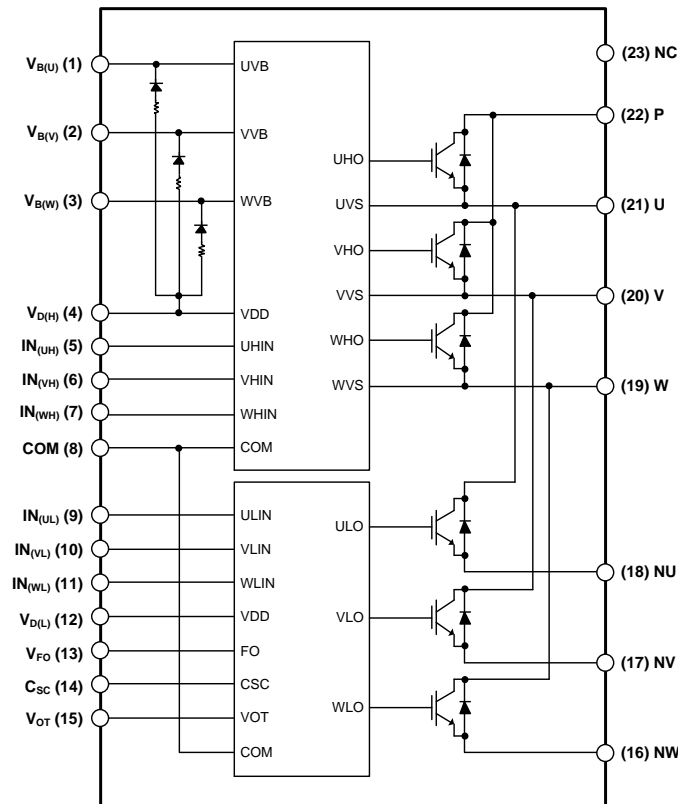 V_B(U) (1)
V_B(V) (2)
V_B(W) (3)
V_D(H) (4)
IN_(UH) (5)
IN_(VH) (6)
IN_(WH) (7)
COM (8)
IN_(UL) (9)
IN_(VL) (10)
IN_(WL) (11)
V_D(L) (12)
V_FO (13)
C_SC (14)
V_OT (15)
UVB
VVB
WVB
VDD
UHIN
VHIN
WHIN
COM
UHO
UVS
VHO
VVS
WHO
WVS
ULIN
VLIN
WLIN
VDD
FO
CSC
VOT
COM
ULO
VLO
WLO
(23) NC
(22) P
(21) U
(20) V
(19) W
(18) NU
(17) NV
(16) NW